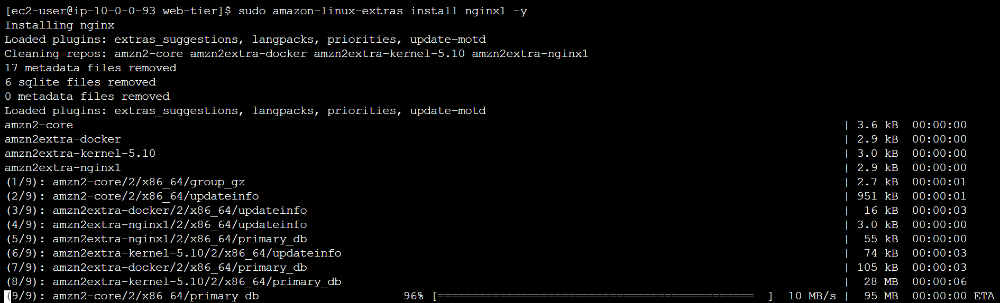 [ec2-user@ip-10-0-0-93 web-tier]$ sudo amazon-linux-extras install nginx1 -y
Installing nginx
Loaded plugins: extras_suggestions, langpacks, priorities, update-motd
Cleaning repos: amzn2-core amzn2extra-docker amzn2extra-kernel-5.10 amzn2extra-nginx1
17 metadata files removed
6 sqlite files removed
0 metadata files removed
Loaded plugins: extras_suggestions, langpacks, priorities, update-motd
amzn2-core | 3.6 kB 00:00:00
amzn2extra-docker | 2.9 kB 00:00:00
amzn2extra-kernel-5.10 | 3.0 kB 00:00:00
amzn2extra-nginx1 | 2.9 kB 00:00:00
(1/9): amzn2-core/2/x86_64/group_gz | 2.7 kB 00:00:01
(2/9): amzn2-core/2/x86_64/updateinfo | 951 kB 00:00:01
(3/9): amzn2extra-docker/2/x86_64/updateinfo | 16 kB 00:00:03
(4/9): amzn2extra-nginx1/2/x86_64/updateinfo | 3.0 kB 00:00:00
(5/9): amzn2extra-nginx1/2/x86_64/primary_db | 55 kB 00:00:00
(6/9): amzn2extra-kernel-5.10/2/x86_64/updateinfo | 74 kB 00:00:03
(7/9): amzn2extra-docker/2/x86_64/primary_db | 105 kB 00:00:03
(8/9): amzn2extra-kernel-5.10/2/x86_64/primary_db | 28 MB 00:00:06
(9/9): amzn2-core/2/x86_64/primary_db 96% [============================================== ] 10 MB/s | 95 MB 00:00:00 ETA